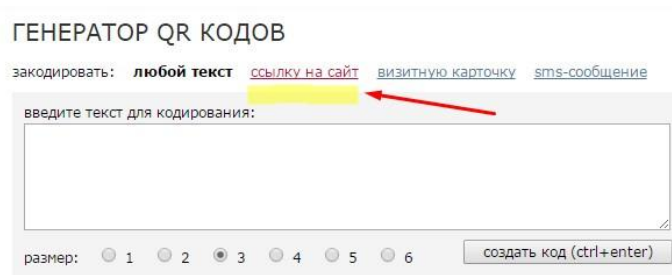 ГЕНЕРАТОР QR КОДОВ
закодировать: любой текст ссылку на сайт визитную карточку sms-сообщение
введите текст для кодирования:
размер: 1 2 3 4 5 6 создать код (ctrl+enter)